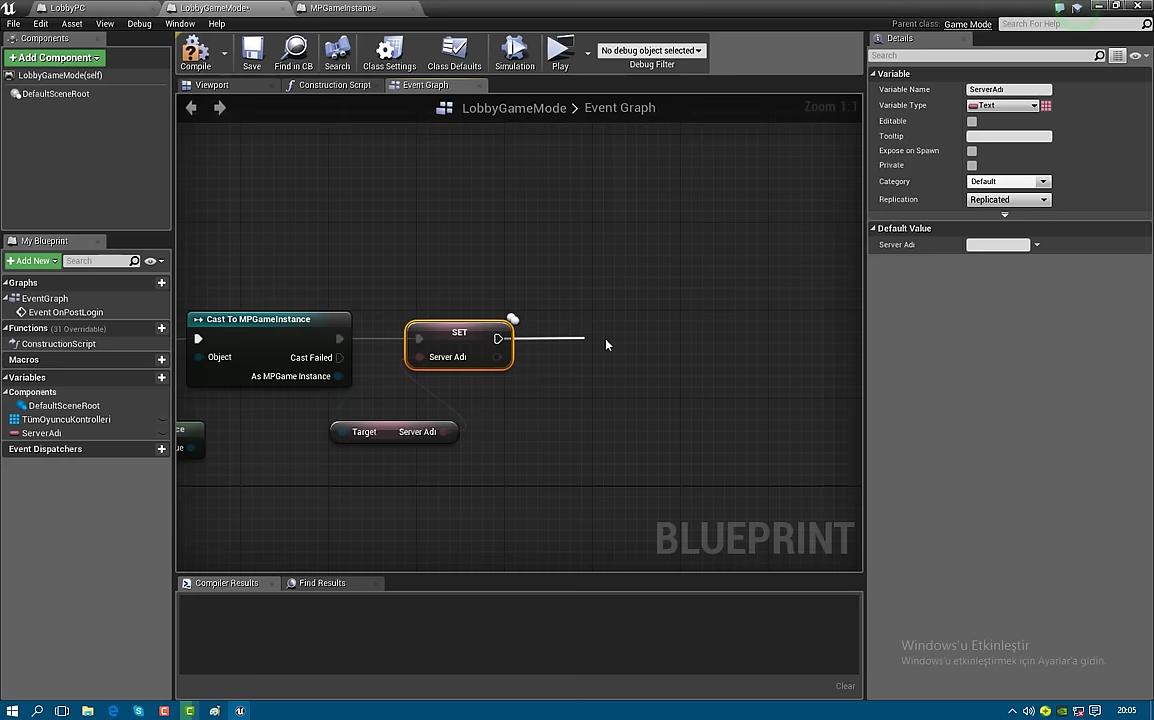 LobbyPC
LobbyGameMode*
MPGameInstance
File Edit Asset View Debug Window Help
Parent class: Game Mode
Search For Help
Components
+Add Component
LobbyGameMode(self)
DefaultSceneRoot
Compile
Save
Find in CB
Search
Class Settings
Class Defaults
Simulation
Play
No debug object selected
Debug Filter
Viewport
Construction Script
Event Graph
LobbyGameMode > Event Graph
Zoom 1:1
Cast To MPGameInstance
Object
Cast Failed
As MPGame Instance
SET
Server Adı
Target Server Adı
ce
ue
BLUEPRINT
My Blueprint
+Add New
Search
Graphs
EventGraph
Event OnPostLogin
Functions (31 Overridable)
ConstructionScript
Macros
Variables
Components
DefaultSceneRoot
TümOyuncuKontrolleri
ServerAdı
Event Dispatchers
Compiler Results
Find Results
Clear
Details
Search
Variable
Variable Name ServerAdı
Variable Type Text
Editable
Tooltip
Expose on Spawn
Private
Category Default
Replication Replicated
Default Value
Server Adı
Windows'u Etkinleştir
Windows'u etkinleştirmek için Ayarlar'a gidin.
20:05